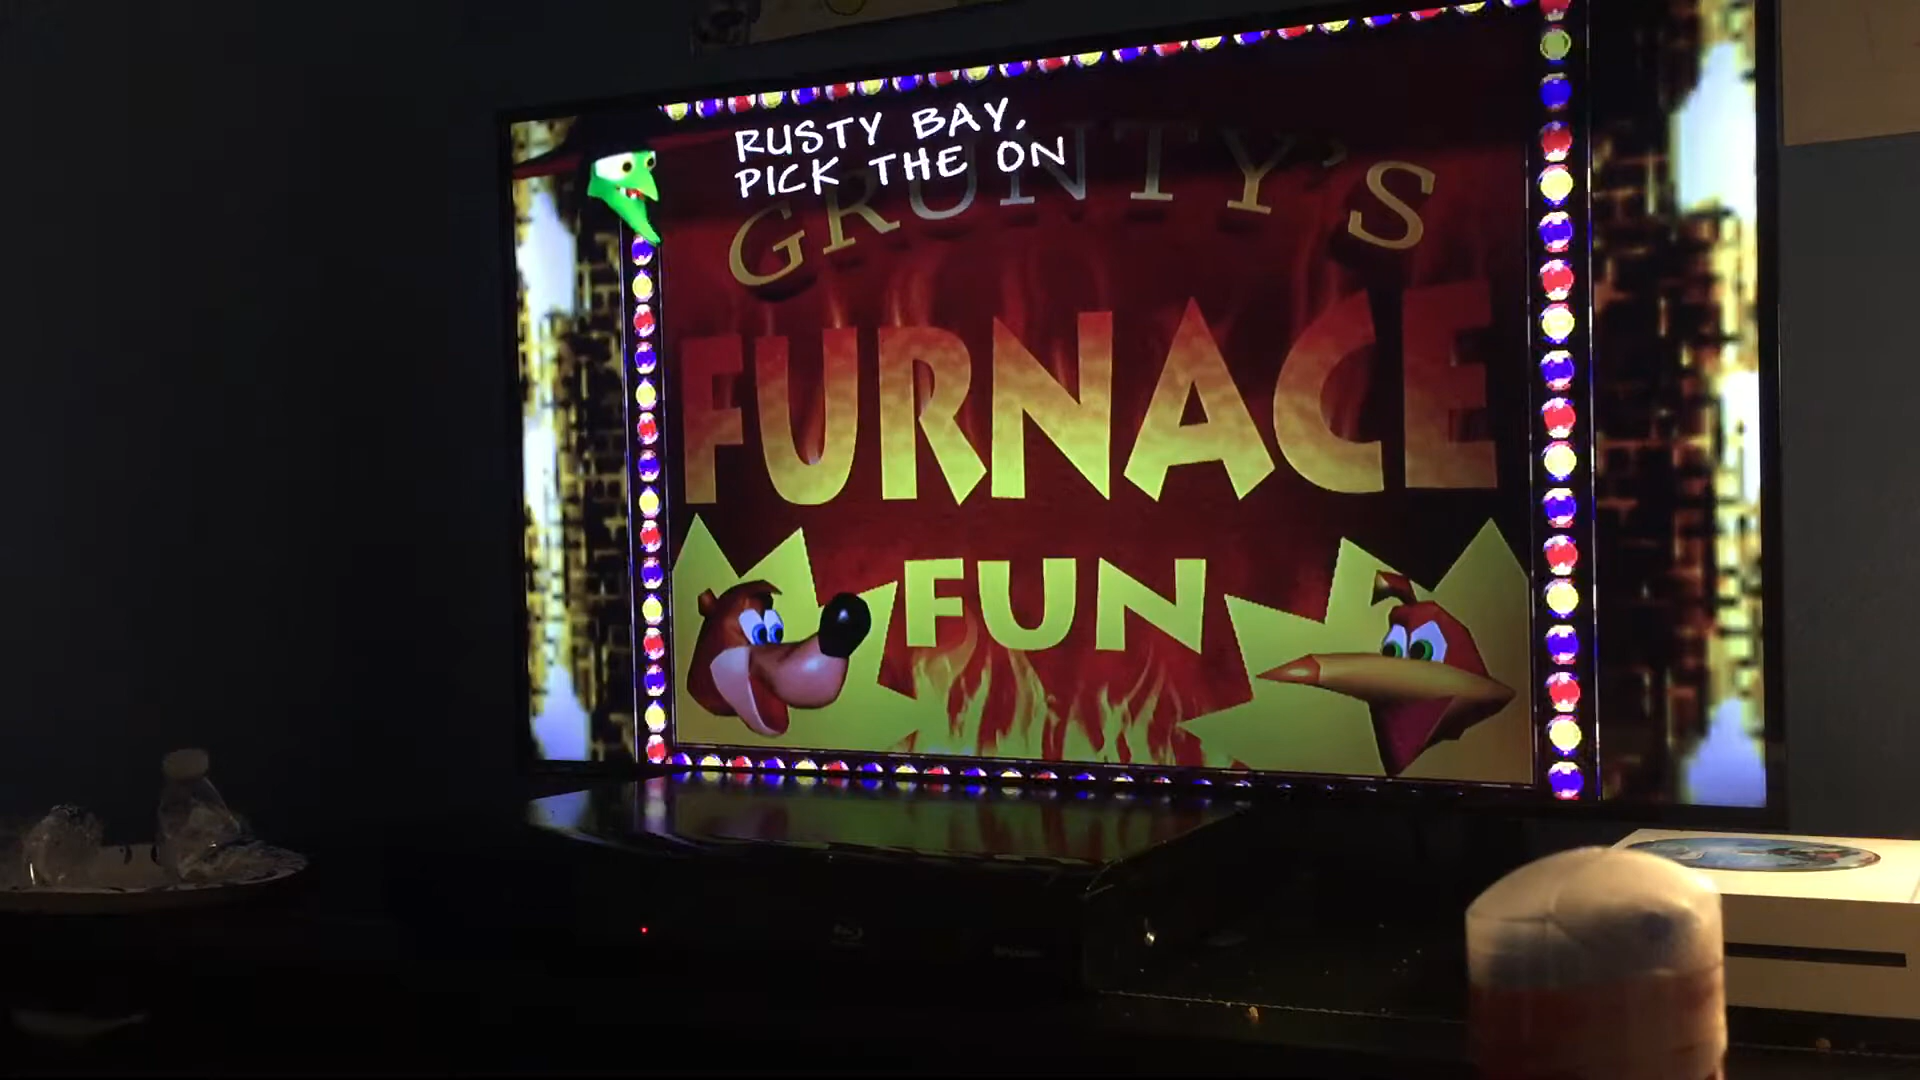 RUSTY BAY,
PICK THE ON
GRUNTY'S
FURNACE
FUN